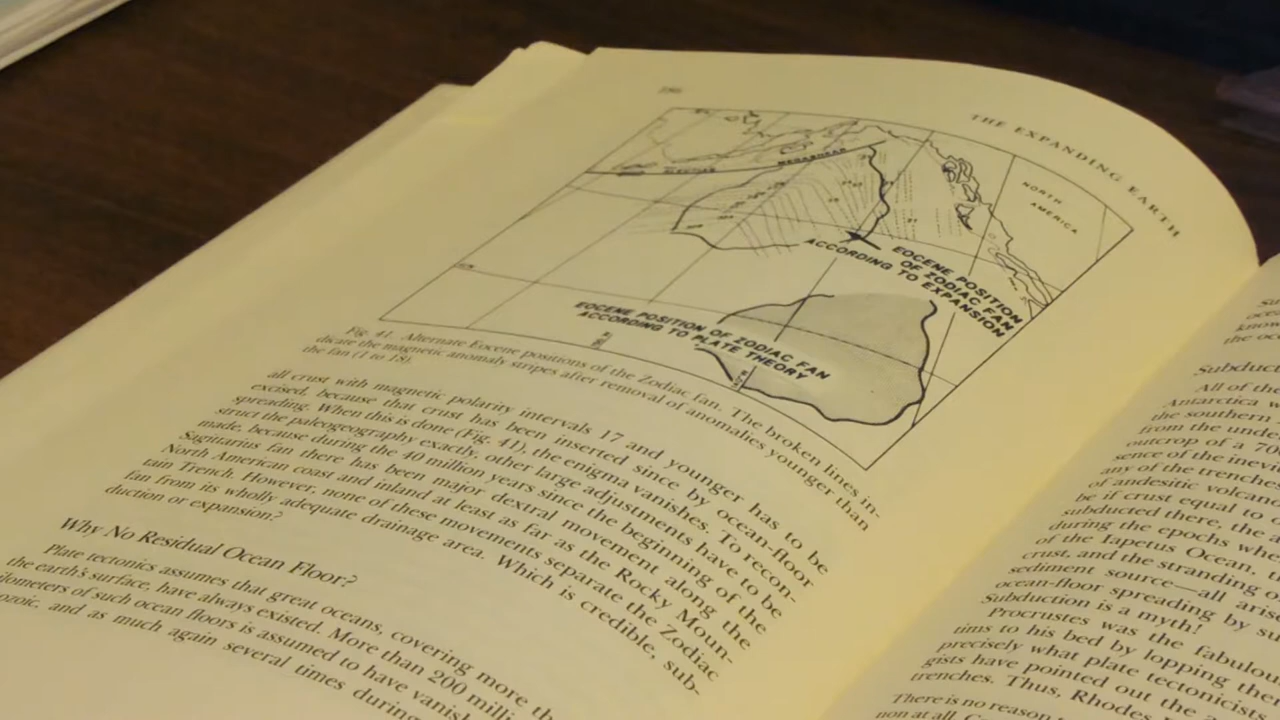 THE EXPANDING EARTH
NORTH
AMERICA
EOCENE POSITION
OF ZODIAC FAN
ACCORDING TO EXPANSION
EOCENE POSITION OF ZODIAC FAN
ACCORDING TO PLATE THEORY
Fig. 41. Alternate Eocene positions of the Zodiac fan. The broken lines in-
dicate the magnetic anomaly stripes after removal of anomalies younger than
the fan (1 to 18).
all crust with magnetic polarity intervals 17 and younger has to be
excised, because that crust has been inserted since by ocean-floor
spreading. When this is done (Fig. 41), the enigma vanishes. To recon-
struct the paleogeography exactly, other large adjustments have to be
made, because during the 40 million years since the beginning of the
Sagittarius fan there has been major dextral movement along the
North American coast and inland at least as far as the Rocky Moun-
tain Trench. However, none of these movements separate the Zodiac
fan from its wholly adequate drainage area. Which is credible, sub-
duction or expansion?
Why No Residual Ocean Floor?
Plate tectonics assumes that great oceans, covering more th
the earth's surface, have always existed. More than 200 milli
ilometers of such ocean floors is assumed to have vanish
ozoic, and as much again several times during
Subduct
All of the
Antarctica w
the southern
from the unde
outcrop of a 70
sence of the inevi
any of the trenches
of andesitic volcano
be if crust equal to
subducted there, the a
during the epochs whe
of the Iapetus Ocean, t
crust, and the stranding o
sediment source—all arise
ocean-floor spreading by su
Subduction is a myth!
Procrustes was the fabulou
tims to his bed by lopping the
precisely what plate tectonicists
gists have pointed out the a
trenches. Thus, Rhodes
There is no reason
non at all. C